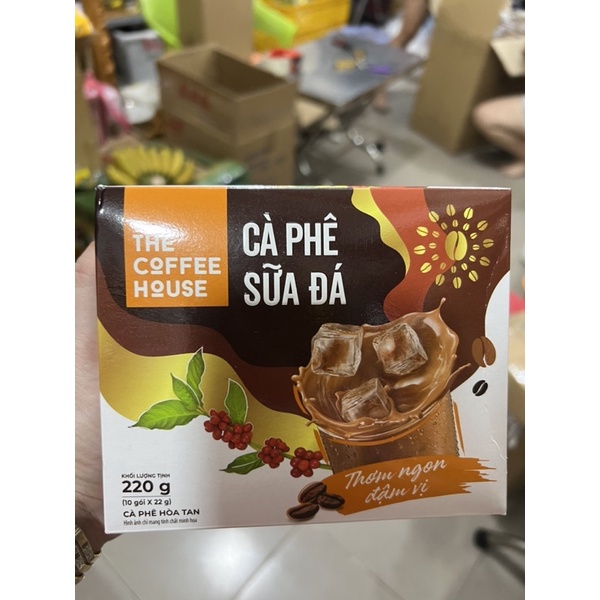 THE
COFFEE
HOUSE
CÀ PHÊ
SỮA ĐÁ
Thơm ngon
đậm vị
KHỐI LƯỢNG TỊNH
220 g
(10 gói X 22 g)
CÀ PHÊ HÒA TAN
Hình ảnh chỉ mang tính chất minh họa